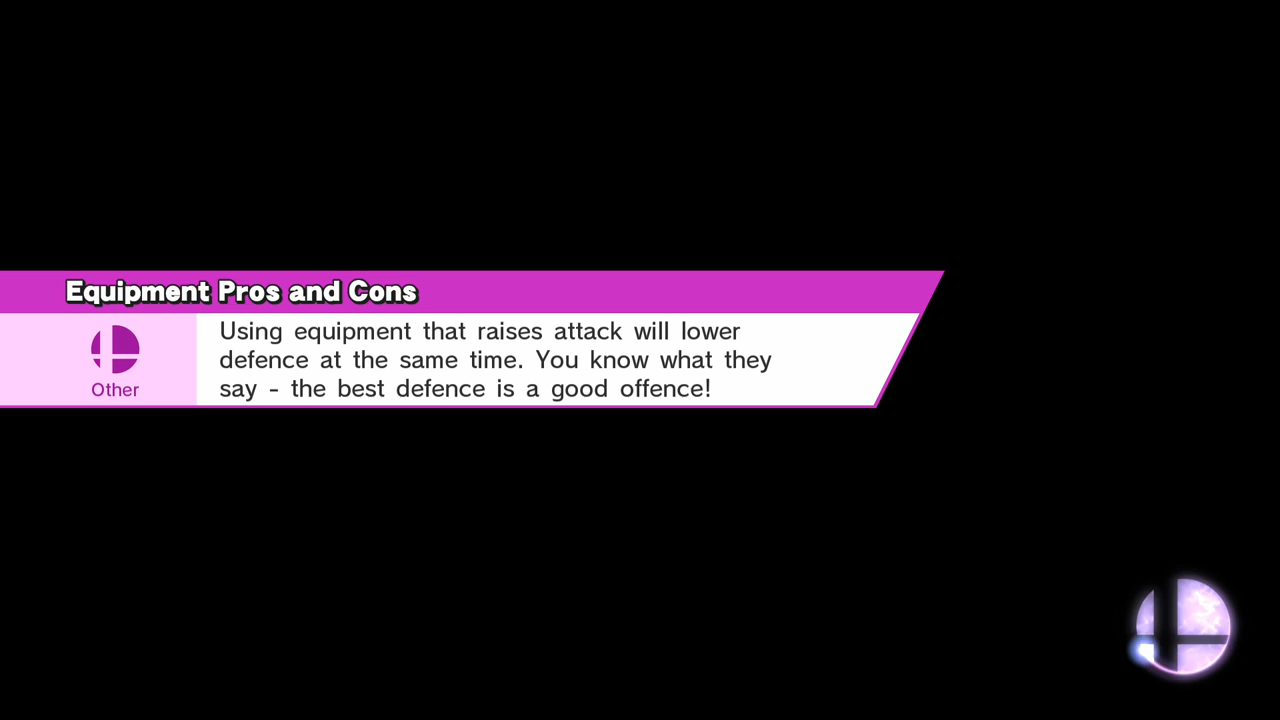 Equipment Pros and Cons
Using equipment that raises attack will lower
defence at the same time. You know what they
say - the best defence is a good offence!
Other